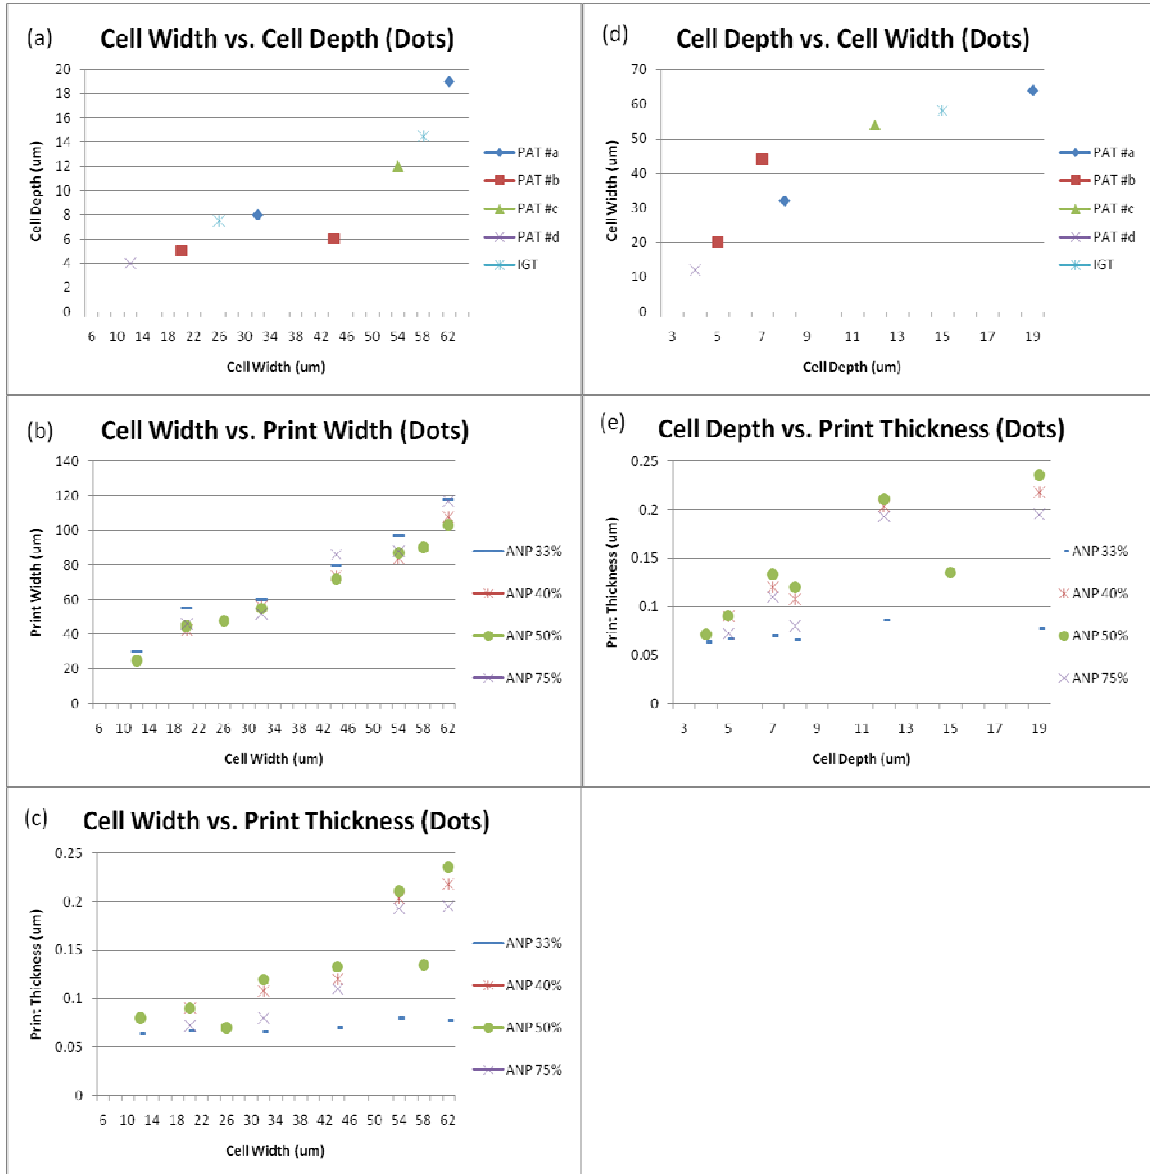 (a)
Cell Width vs. Cell Depth (Dots)
20
18
16
14
12
10
8
6
4
2
0
Cell Depth (um)
6 10 14 18 22 26 30 34 38 42 46 50 54 58 62
Cell Width (um)
PAT #a
PAT #b
PAT #c
PAT #d
IGT
(d)
Cell Depth vs. Cell Width (Dots)
70
60
50
40
30
20
10
0
Cell Width (um)
3 5 7 9 11 13 15 17 19
Cell Depth (um)
PAT #a
PAT #b
PAT #c
PAT #d
IGT
(b)
Cell Width vs. Print Width (Dots)
140
120
100
80
60
40
20
0
Print Width (um)
6 10 14 18 22 26 30 34 38 42 46 50 54 58 62
Cell Width (um)
ANP 33%
ANP 40%
ANP 50%
ANP 75%
(e)
Cell Depth vs. Print Thickness (Dots)
0.25
0.2
0.15
0.1
0.05
0
Print Thickness (um)
3 5 7 9 11 13 15 17 19
Cell Depth (um)
ANP 33%
ANP 40%
ANP 50%
ANP 75%
(c)
Cell Width vs. Print Thickness (Dots)
0.25
0.2
0.15
0.1
0.05
0
Print Thickness (um)
6 10 14 18 22 26 30 34 38 42 46 50 54 58 62
Cell Width (um)
ANP 33%
ANP 40%
ANP 50%
ANP 75%